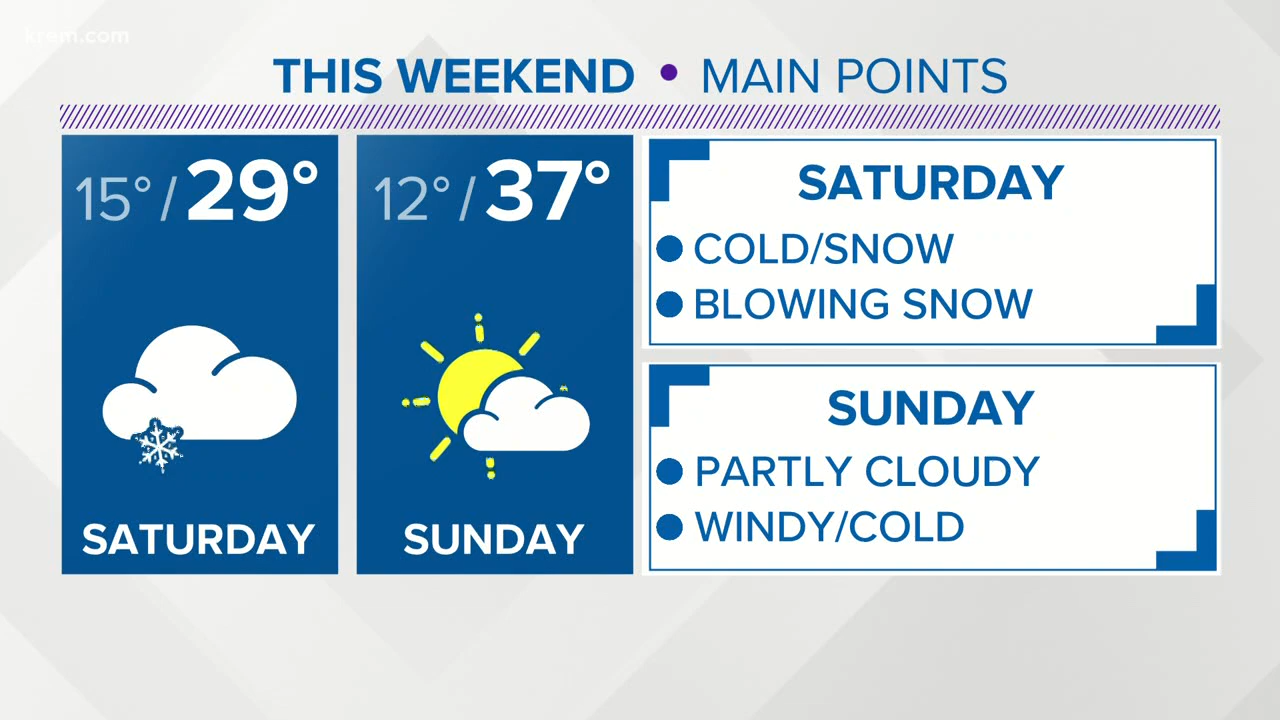 krem.com
THIS WEEKEND • MAIN POINTS
15°/29°
SATURDAY
12°/37°
SUNDAY
SATURDAY
● COLD/SNOW
● BLOWING SNOW
SUNDAY
● PARTLY CLOUDY
● WINDY/COLD